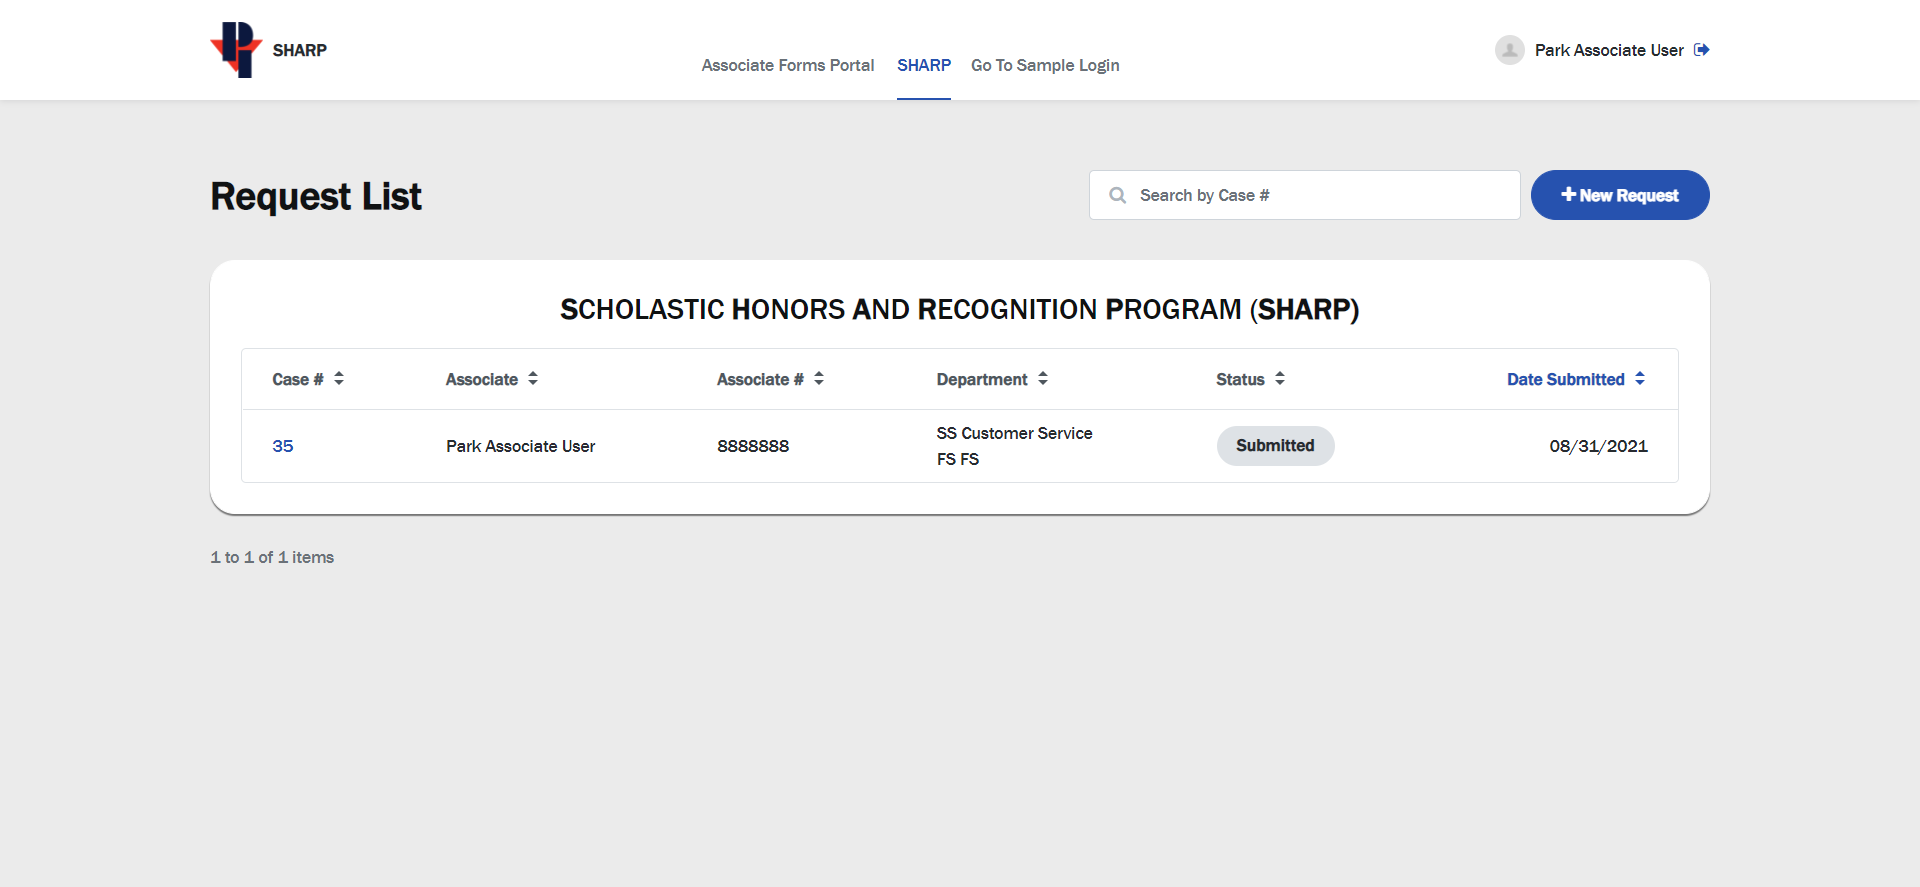 SHARP
Associate Forms Portal SHARP Go To Sample Login
Park Associate User
Request List
Search by Case #
New Request
SCHOLASTIC HONORS AND RECOGNITION PROGRAM (SHARP)
Case # Associate Associate # Department Status Date Submitted
35 Park Associate User 8888888 SS Customer Service FS FS Submitted 08/31/2021
1 to 1 of 1 items